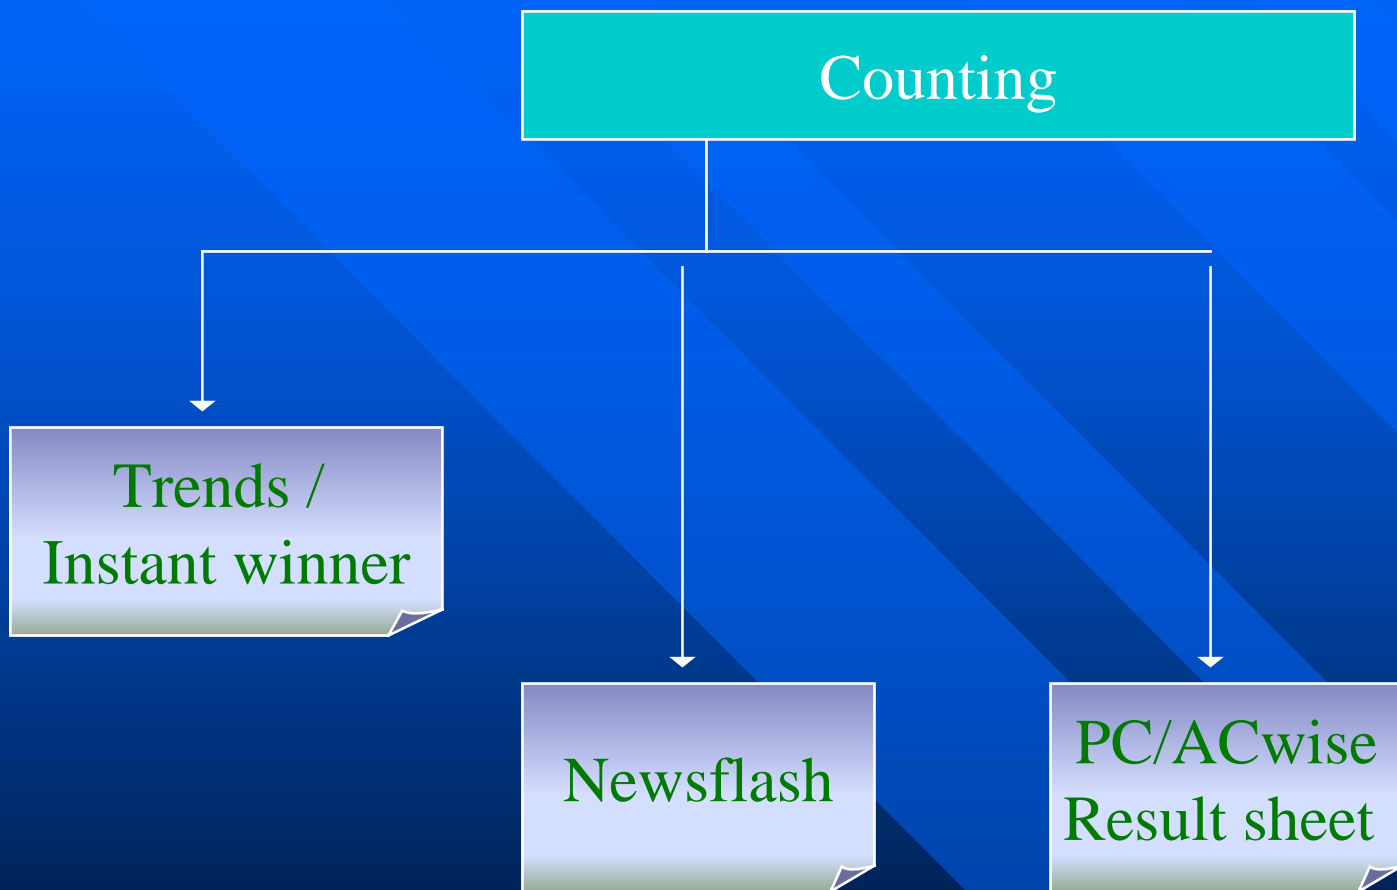 Counting
Trends /
Instant winner
Newsflash
PC/ACwise
Result sheet